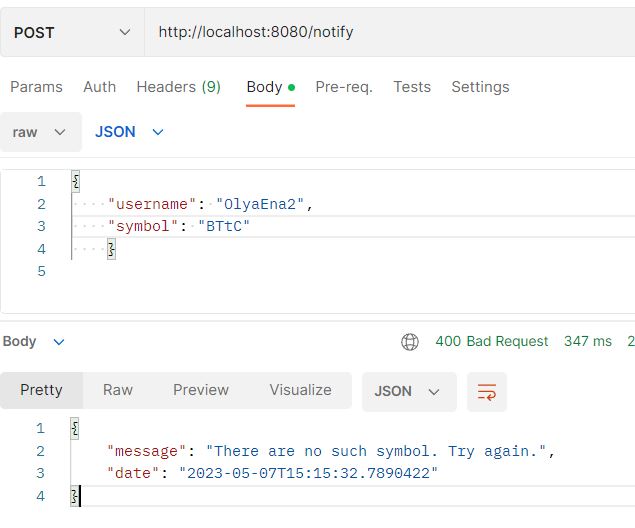 POST http://localhost:8080/notify
Params Auth Headers (9) Body Pre-req. Tests Settings
raw JSON
1 {
2 "username": "OlyaEna2",
3 "symbol": "BTtC"
4 }
5
Body 400 Bad Request 347 ms 2
Pretty Raw Preview Visualize JSON
1 {
2 "message": "There are no such symbol. Try again.",
3 "date": "2023-05-07T15:15:32.7890422"
4 }